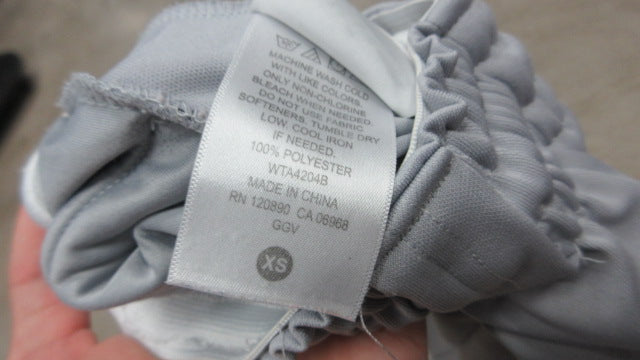 MACHINE WASH COLD
WITH LIKE COLORS.
ONLY NON-CHLORINE
BLEACH WHEN NEEDED.
DO NOT USE FABRIC
SOFTENERS. TUMBLE DRY
LOW. COOL IRON
IF NEEDED.
100% POLYESTER
WTA4204B
MADE IN CHINA
RN 120890 CA 06968
GGV
XS